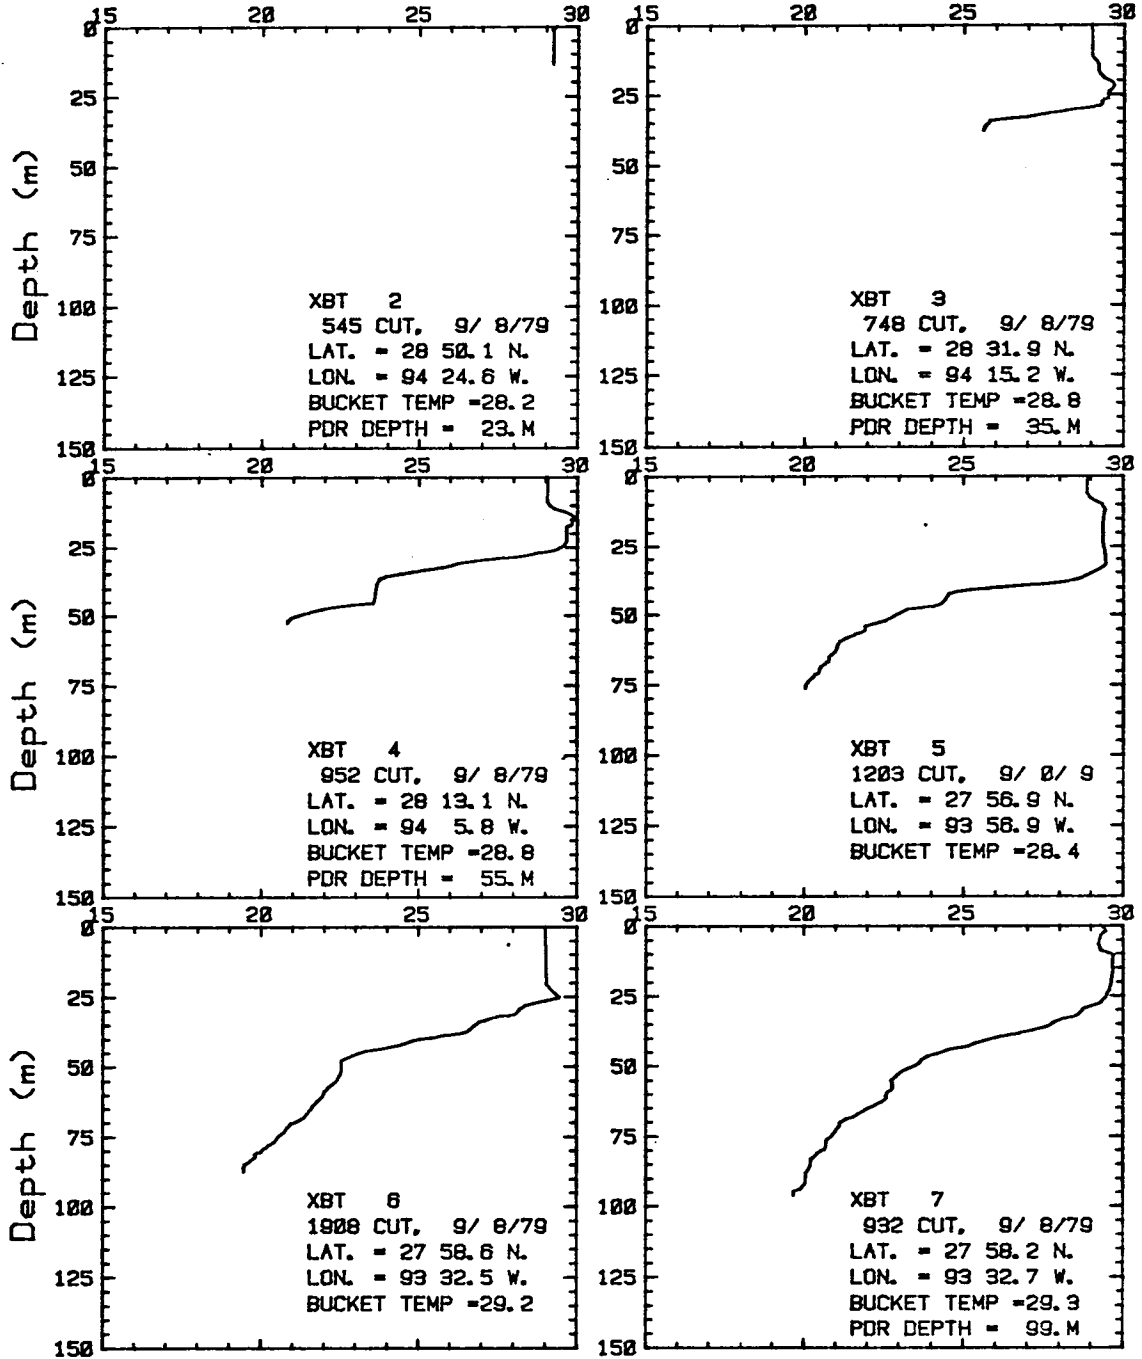 15 20 25 30
0
25
50
75
100
125
150
Depth (m)
XBT 2
545 CUT, 9/ 8/79
LAT. = 28 50.1 N.
LON. = 94 24.6 W.
BUCKET TEMP =28.2
PDR DEPTH = 23.M
15 20 25 30
0
25
50
75
100
125
150
XBT 3
748 CUT, 9/ 8/79
LAT. = 28 31.9 N.
LON. = 94 15.2 W.
BUCKET TEMP =28.8
PDR DEPTH = 35.M
15 20 25 30
0
25
50
75
100
125
150
Depth (m)
XBT 4
952 CUT, 9/ 8/79
LAT. = 28 13.1 N.
LON. = 94 5.8 W.
BUCKET TEMP =28.8
PDR DEPTH = 55.M
15 20 25 30
0
25
50
75
100
125
150
XBT 5
1203 CUT, 9/ 0/ 9
LAT. = 27 56.9 N.
LON. = 93 56.9 W.
BUCKET TEMP =28.4
15 20 25 30
0
25
50
75
100
125
150
Depth (m)
XBT 6
1908 CUT, 9/ 8/79
LAT. = 27 58.6 N.
LON. = 93 32.5 W.
BUCKET TEMP =29.2
15 20 25 30
0
25
50
75
100
125
150
XBT 7
932 CUT, 9/ 8/79
LAT. = 27 58.2 N.
LON. = 93 32.7 W.
BUCKET TEMP =29.3
PDR DEPTH = 99.M